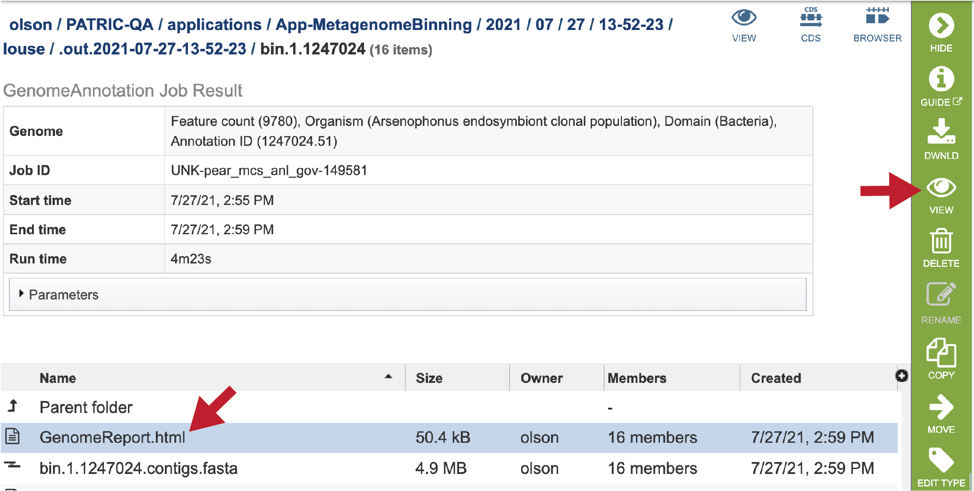 olson / PATRIC-QA / applications / App-MetagenomeBinning / 2021 / 07 / 27 / 13-52-23 /
louse / .out.2021-07-27-13-52-23 / bin.1.1247024 (16 items)
VIEW
CDS
CDS
BROWSER
GenomeAnnotation Job Result
Genome
Feature count (9780), Organism (Arsenophonus endosymbiont clonal population), Domain (Bacteria),
Annotation ID (1247024.51)
Job ID UNK-pear_mcs_anl_gov-149581
Start time 7/27/21, 2:55 PM
End time 7/27/21, 2:59 PM
Run time 4m23s
Parameters
Name Size Owner Members Created
Parent folder -
GenomeReport.html 50.4 kB olson 16 members 7/27/21, 2:59 PM
bin.1.1247024.contigs.fasta 4.9 MB olson 16 members 7/27/21, 2:59 PM
HIDE
GUIDE
DWNLD
VIEW
DELETE
RENAME
COPY
MOVE
EDIT TYPE